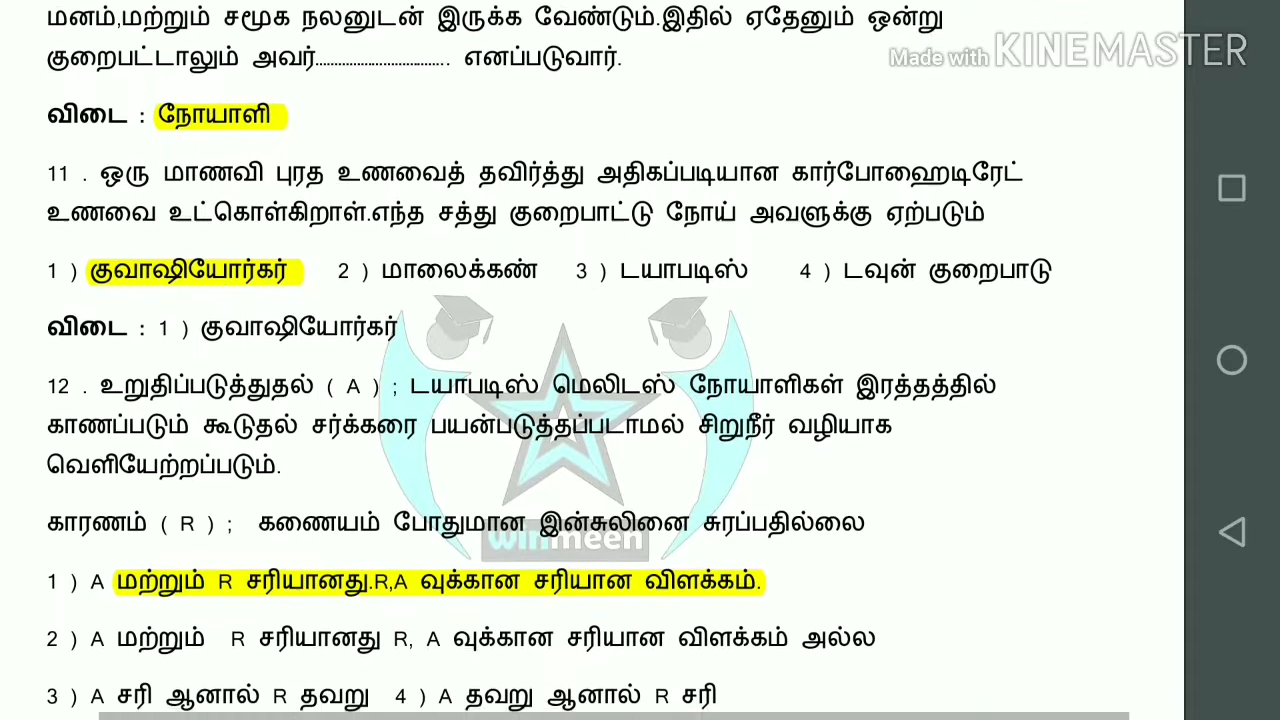 மனம்,மற்றும் சமூக நலனுடன் இருக்க வேண்டும்.இதில் ஏதேனும் ஒன்று
குறைபட்டாலும் அவர்................................... எனப்படுவார்.
Made with KINEMASTER
விடை : நோயாளி
11 . ஒரு மாணவி புரத உணவைத் தவிர்த்து அதிகப்படியான கார்போஹைடிரேட்
உணவை உட்கொள்கிறாள்.எந்த சத்து குறைபாட்டு நோய் அவளுக்கு ஏற்படும்
1 ) குவாஷியோர்கர் 2 ) மாலைக்கண் 3 ) டயாபடிஸ் 4 ) டவுன் குறைபாடு
விடை : 1 ) குவாஷியோர்கர்
12 . உறுதிப்படுத்துதல் ( A ) ; டயாபடிஸ் மெலிடஸ் நோயாளிகள் இரத்தத்தில்
காணப்படும் கூடுதல் சர்க்கரை பயன்படுத்தப்படாமல் சிறுநீர் வழியாக
வெளியேற்றப்படும்.
காரணம் ( R ) ; கணையம் போதுமான இன்சுலினை சுரப்பதில்லை
winmeen
1 ) A மற்றும் R சரியானது.R,A வுக்கான சரியான விளக்கம்.
2 ) A மற்றும் R சரியானது R, A வுக்கான சரியான விளக்கம் அல்ல
3 ) A சரி ஆனால் R தவறு 4 ) A தவறு ஆனால் R சரி